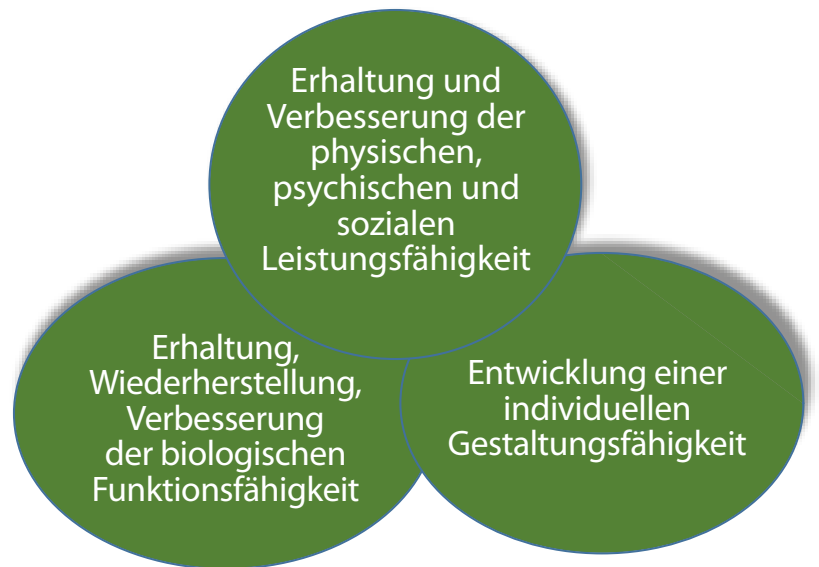 Erhaltung und
Verbesserung der
physischen,
psychischen und
sozialen
Leistungsfähigkeit
Erhaltung,
Wiederherstellung,
Verbesserung
der biologischen
Funktionsfähigkeit
Entwicklung einer
individuellen
Gestaltungsfähigkeit